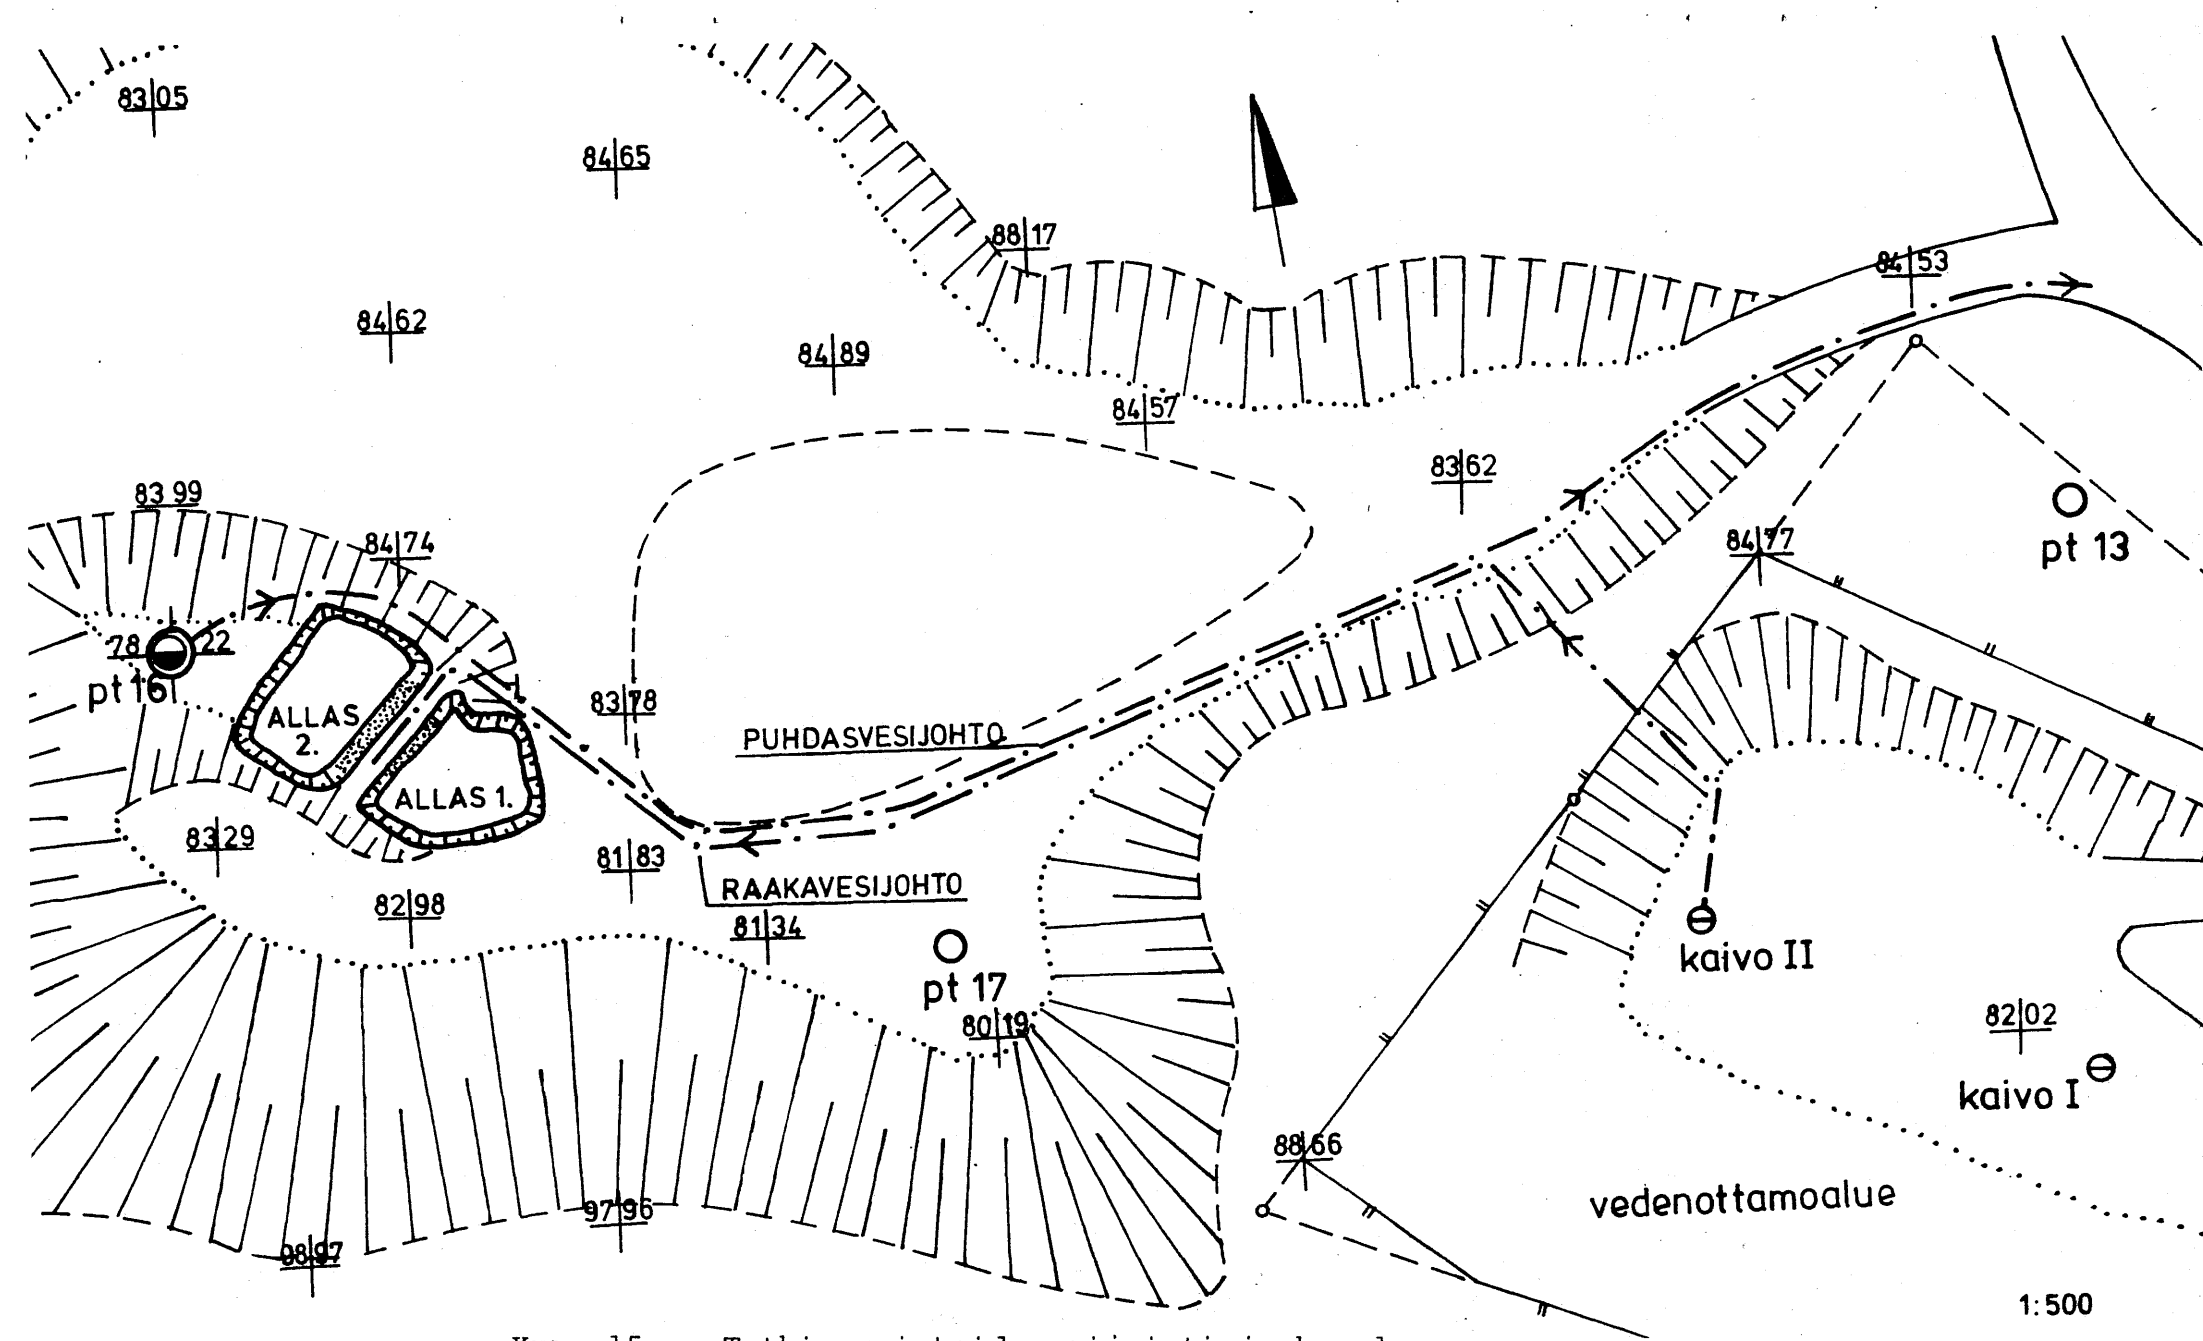 83 05
84 65
88 17
84 53
84 62
84 89
84 57
83 62
83 99
84 74
84 77
pt 13
78 22
pt 16
ALLAS
2.
83 78
PUHDASVESIJOHTO
ALLAS 1.
83 29
81 83
RAAKAVESIJOHTO
82 98
81 34
pt 17
80 19
kaivo II
82 02
kaivo I
88 66
vedenottamoalue
97 96
98 97
1:500